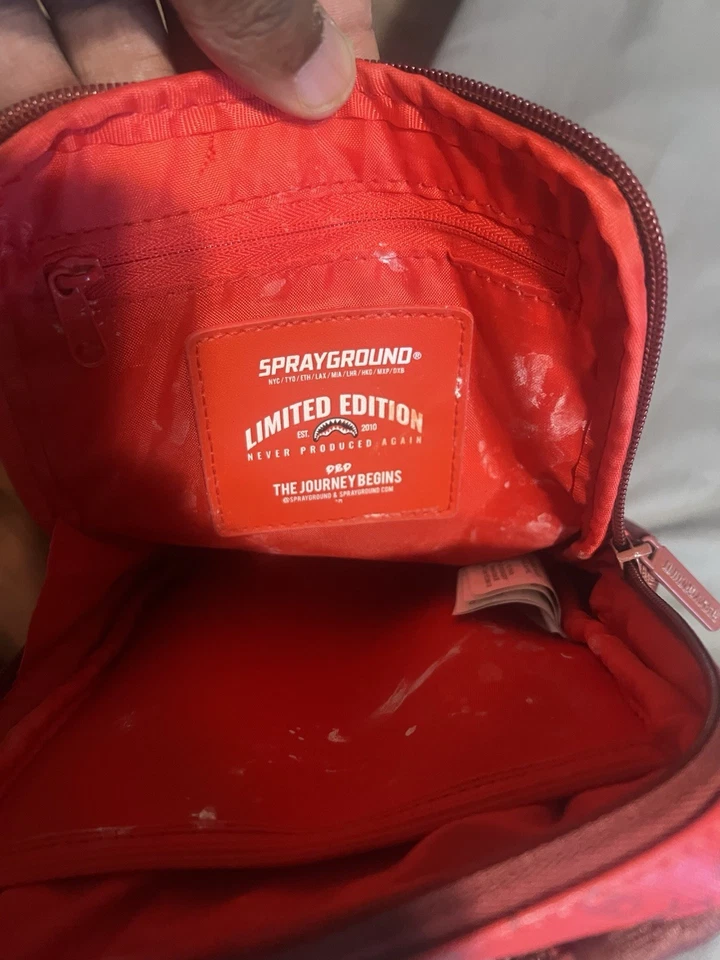 SPRAYGROUND®
NYC/TYO/ETH/LAX/MIA/LHR/HKG/MXP/DXB
LIMITED EDITION
EST. 2010
NEVER PRODUCED AGAIN
DBD
THE JOURNEY BEGINS
@SPRAYGROUND & SPRAYGROUND.COM